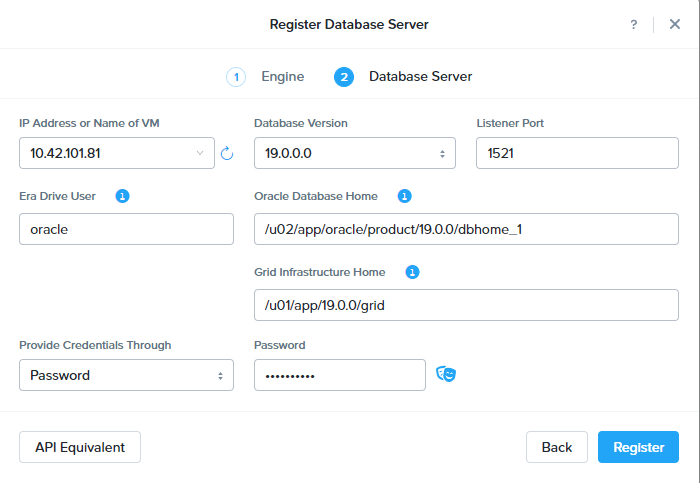 Register Database Server
?
1 Engine 2 Database Server
IP Address or Name of VM Database Version Listener Port
10.42.101.81 19.0.0.0 1521
Era Drive User i Oracle Database Home i
oracle /u02/app/oracle/product/19.0.0/dbhome_1
Grid Infrastructure Home i
/u01/app/19.0.0/grid
Provide Credentials Through Password
Password ••••••••••
API Equivalent Back Register